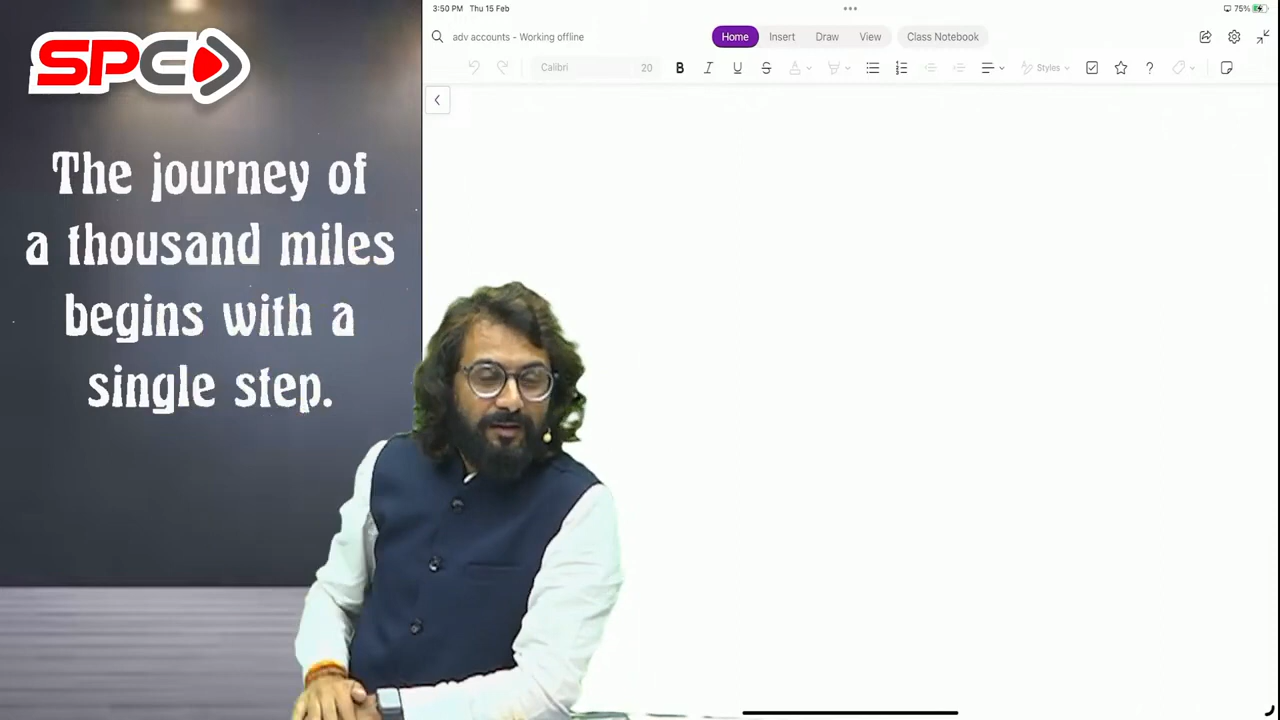 3:50 PM Thu 15 Feb
75%
adv accounts - Working offline
Home Insert Draw View Class Notebook
Calibri 20 B I U S Styles ?
SPE
The journey of
a thousand miles
begins with a
single step.